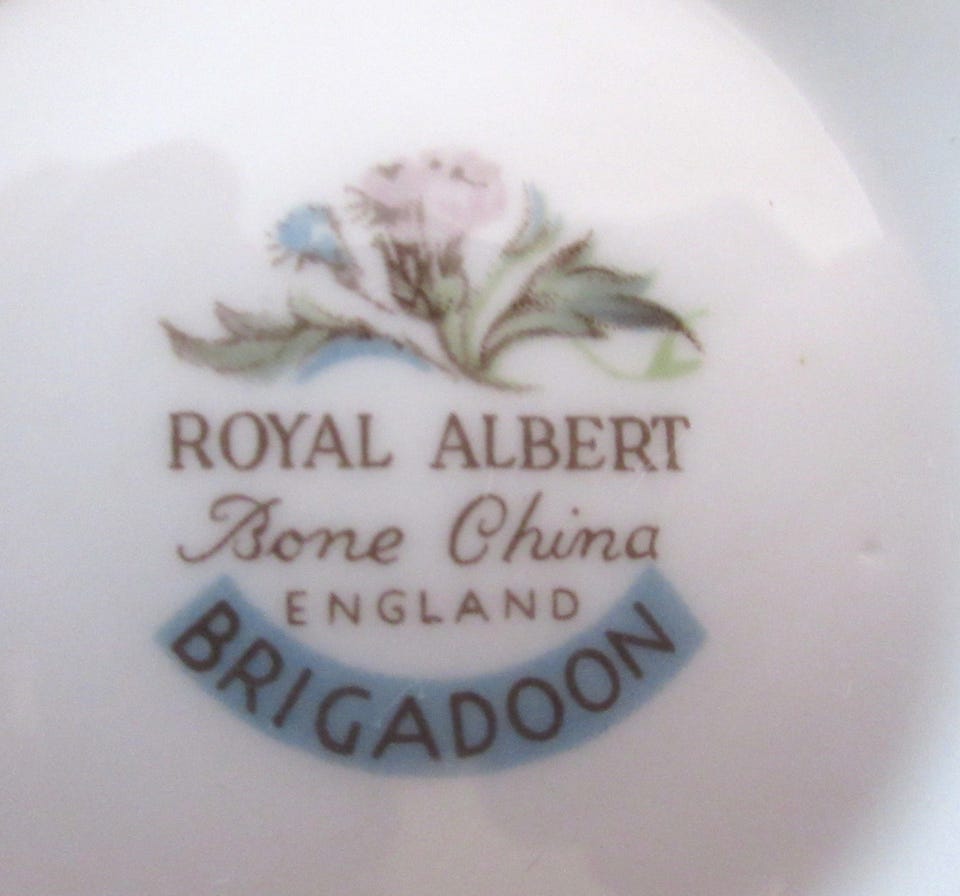 ROYAL ALBERT
Bone China
ENGLAND
BRIGADOON